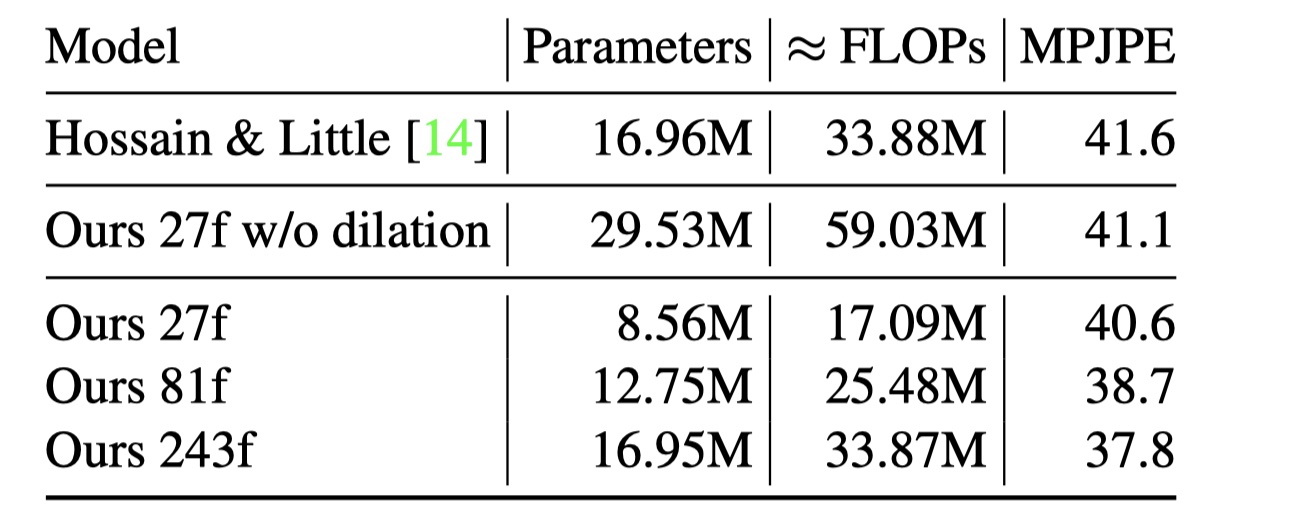 Model Parameters ≈ FLOPs MPJPE
Hossain & Little [14] 16.96M 33.88M 41.6
Ours 27f w/o dilation 29.53M 59.03M 41.1
Ours 27f 8.56M 17.09M 40.6
Ours 81f 12.75M 25.48M 38.7
Ours 243f 16.95M 33.87M 37.8